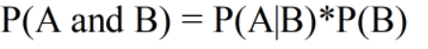 P(A and B) = P(A|B)*P(B)